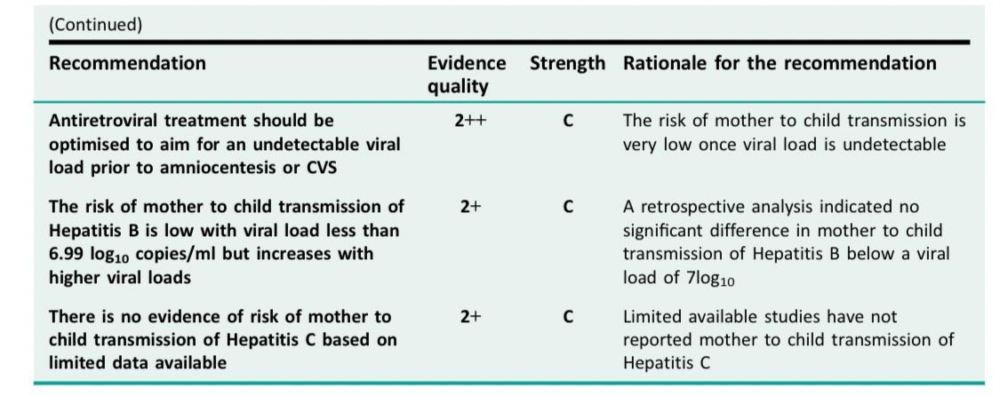 (Continued)
Recommendation Evidence quality Strength Rationale for the recommendation
Antiretroviral treatment should be 2++ C The risk of mother to child transmission is
optimised to aim for an undetectable viral very low once viral load is undetectable
load prior to amniocentesis or CVS
The risk of mother to child transmission of 2+ C A retrospective analysis indicated no
Hepatitis B is low with viral load less than significant difference in mother to child
6.99 log₁₀ copies/ml but increases with transmission of Hepatitis B below a viral
higher viral loads load of 7log₁₀
There is no evidence of risk of mother to 2+ C Limited available studies have not
child transmission of Hepatitis C based on reported mother to child transmission of
limited data available Hepatitis C